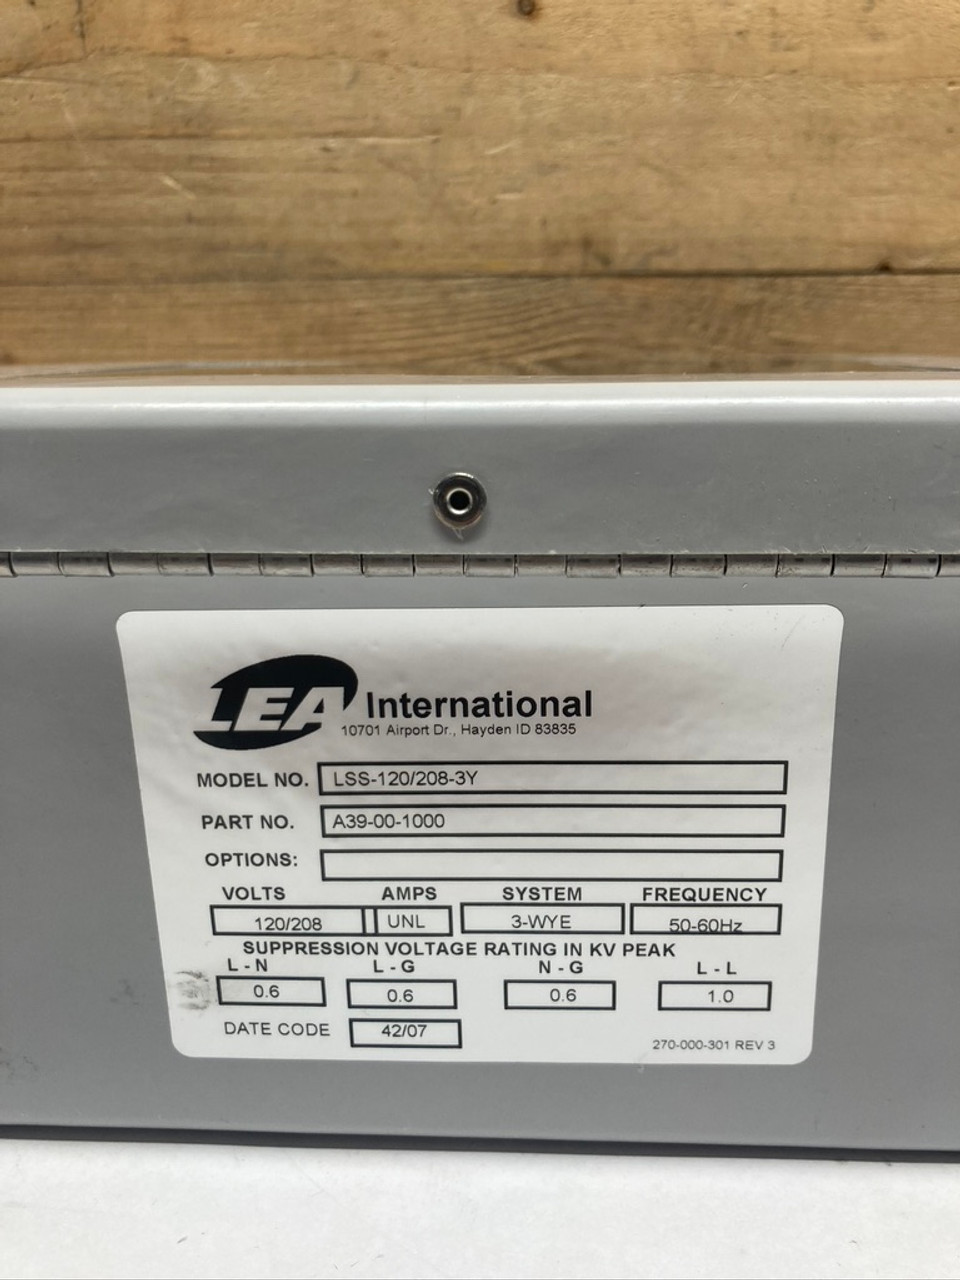 LEA International
10701 Airport Dr., Hayden ID 83835
MODEL NO. LSS-120/208-3Y
PART NO. A39-00-1000
OPTIONS:
VOLTS AMPS SYSTEM FREQUENCY
120/208 UNL 3-WYE 50-60Hz
SUPPRESSION VOLTAGE RATING IN KV PEAK
L - N L - G N - G L - L
0.6 0.6 0.6 1.0
DATE CODE 42/07
270-000-301 REV 3